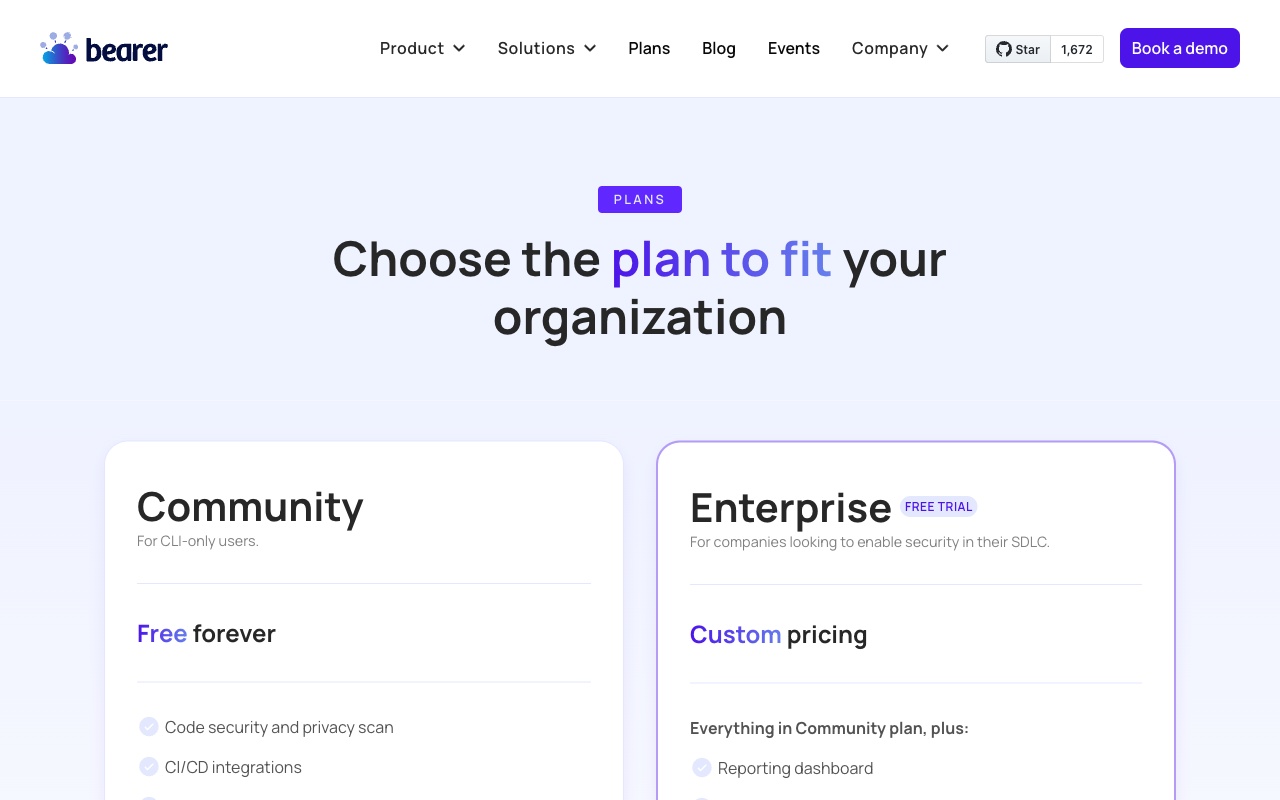 bearer
Product
Solutions
Plans
Blog
Events
Company
Star
1,672
Book a demo
PLANS
Choose the plan to fit your
organization
Community
For CLI-only users.
Free forever
Code security and privacy scan
CI/CD integrations
Enterprise FREE TRIAL
For companies looking to enable security in their SDLC.
Custom pricing
Everything in Community plan, plus:
Reporting dashboard